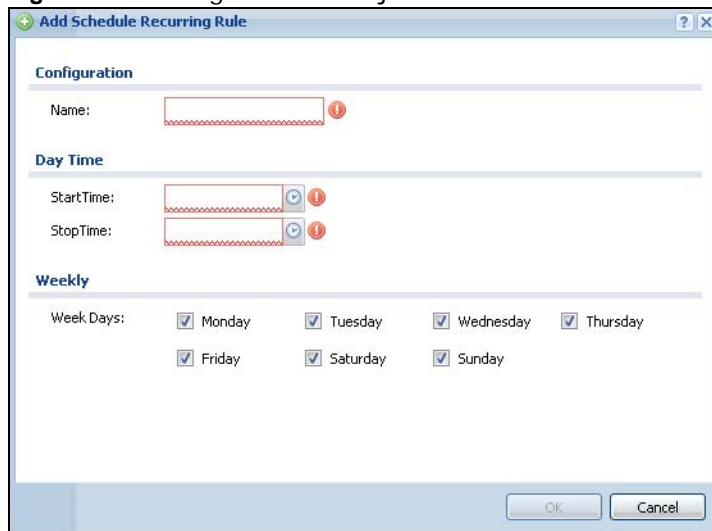 Add Schedule Recurring Rule
Configuration
Name:
Day Time
StartTime:
StopTime:
Weekly
Week Days:
Monday Tuesday Wednesday Thursday
Friday Saturday Sunday
OK Cancel